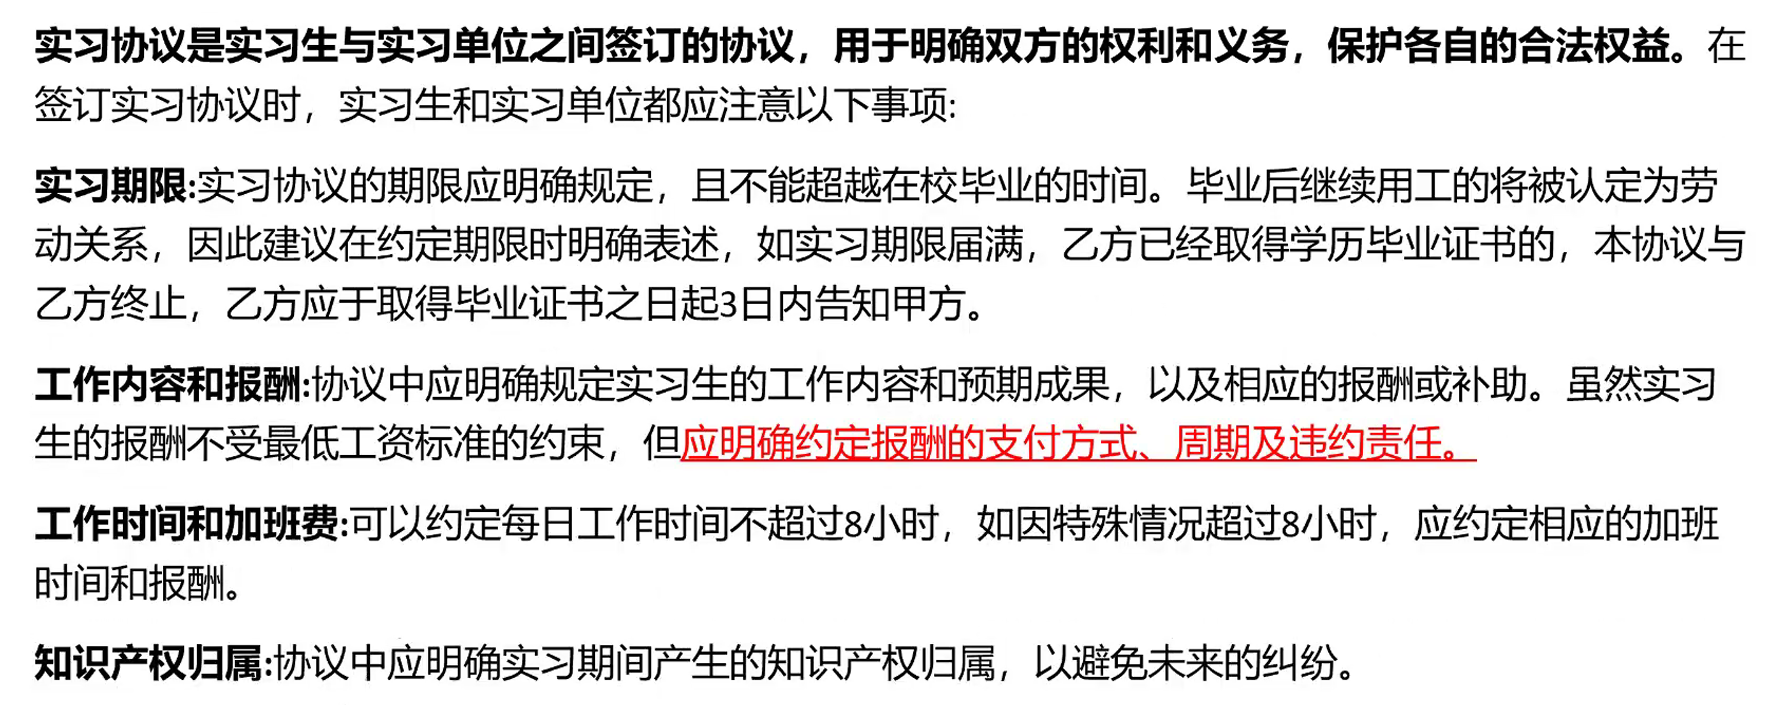 实习协议是实习生与实习单位之间签订的协议，用于明确双方的权利和义务，保护各自的合法权益。在
签订实习协议时，实习生和实习单位都应注意以下事项:
实习期限:实习协议的期限应明确规定，且不能超越在校毕业的时间。毕业后继续用工的将被认定为劳
动关系，因此建议在约定期限时明确表述，如实习期限届满，乙方已经取得学历毕业证书的，本协议与
乙方终止，乙方应于取得毕业证书之日起3日内告知甲方。
工作内容和报酬:协议中应明确规定实习生的工作内容和预期成果，以及相应的报酬或补助。虽然实习
生的报酬不受最低工资标准的约束，但应明确约定报酬的支付方式、周期及违约责任。
工作时间和加班费:可以约定每日工作时间不超过8小时，如因特殊情况超过8小时，应约定相应的加班
时间和报酬。
知识产权归属:协议中应明确实习期间产生的知识产权归属，以避免未来的纠纷。